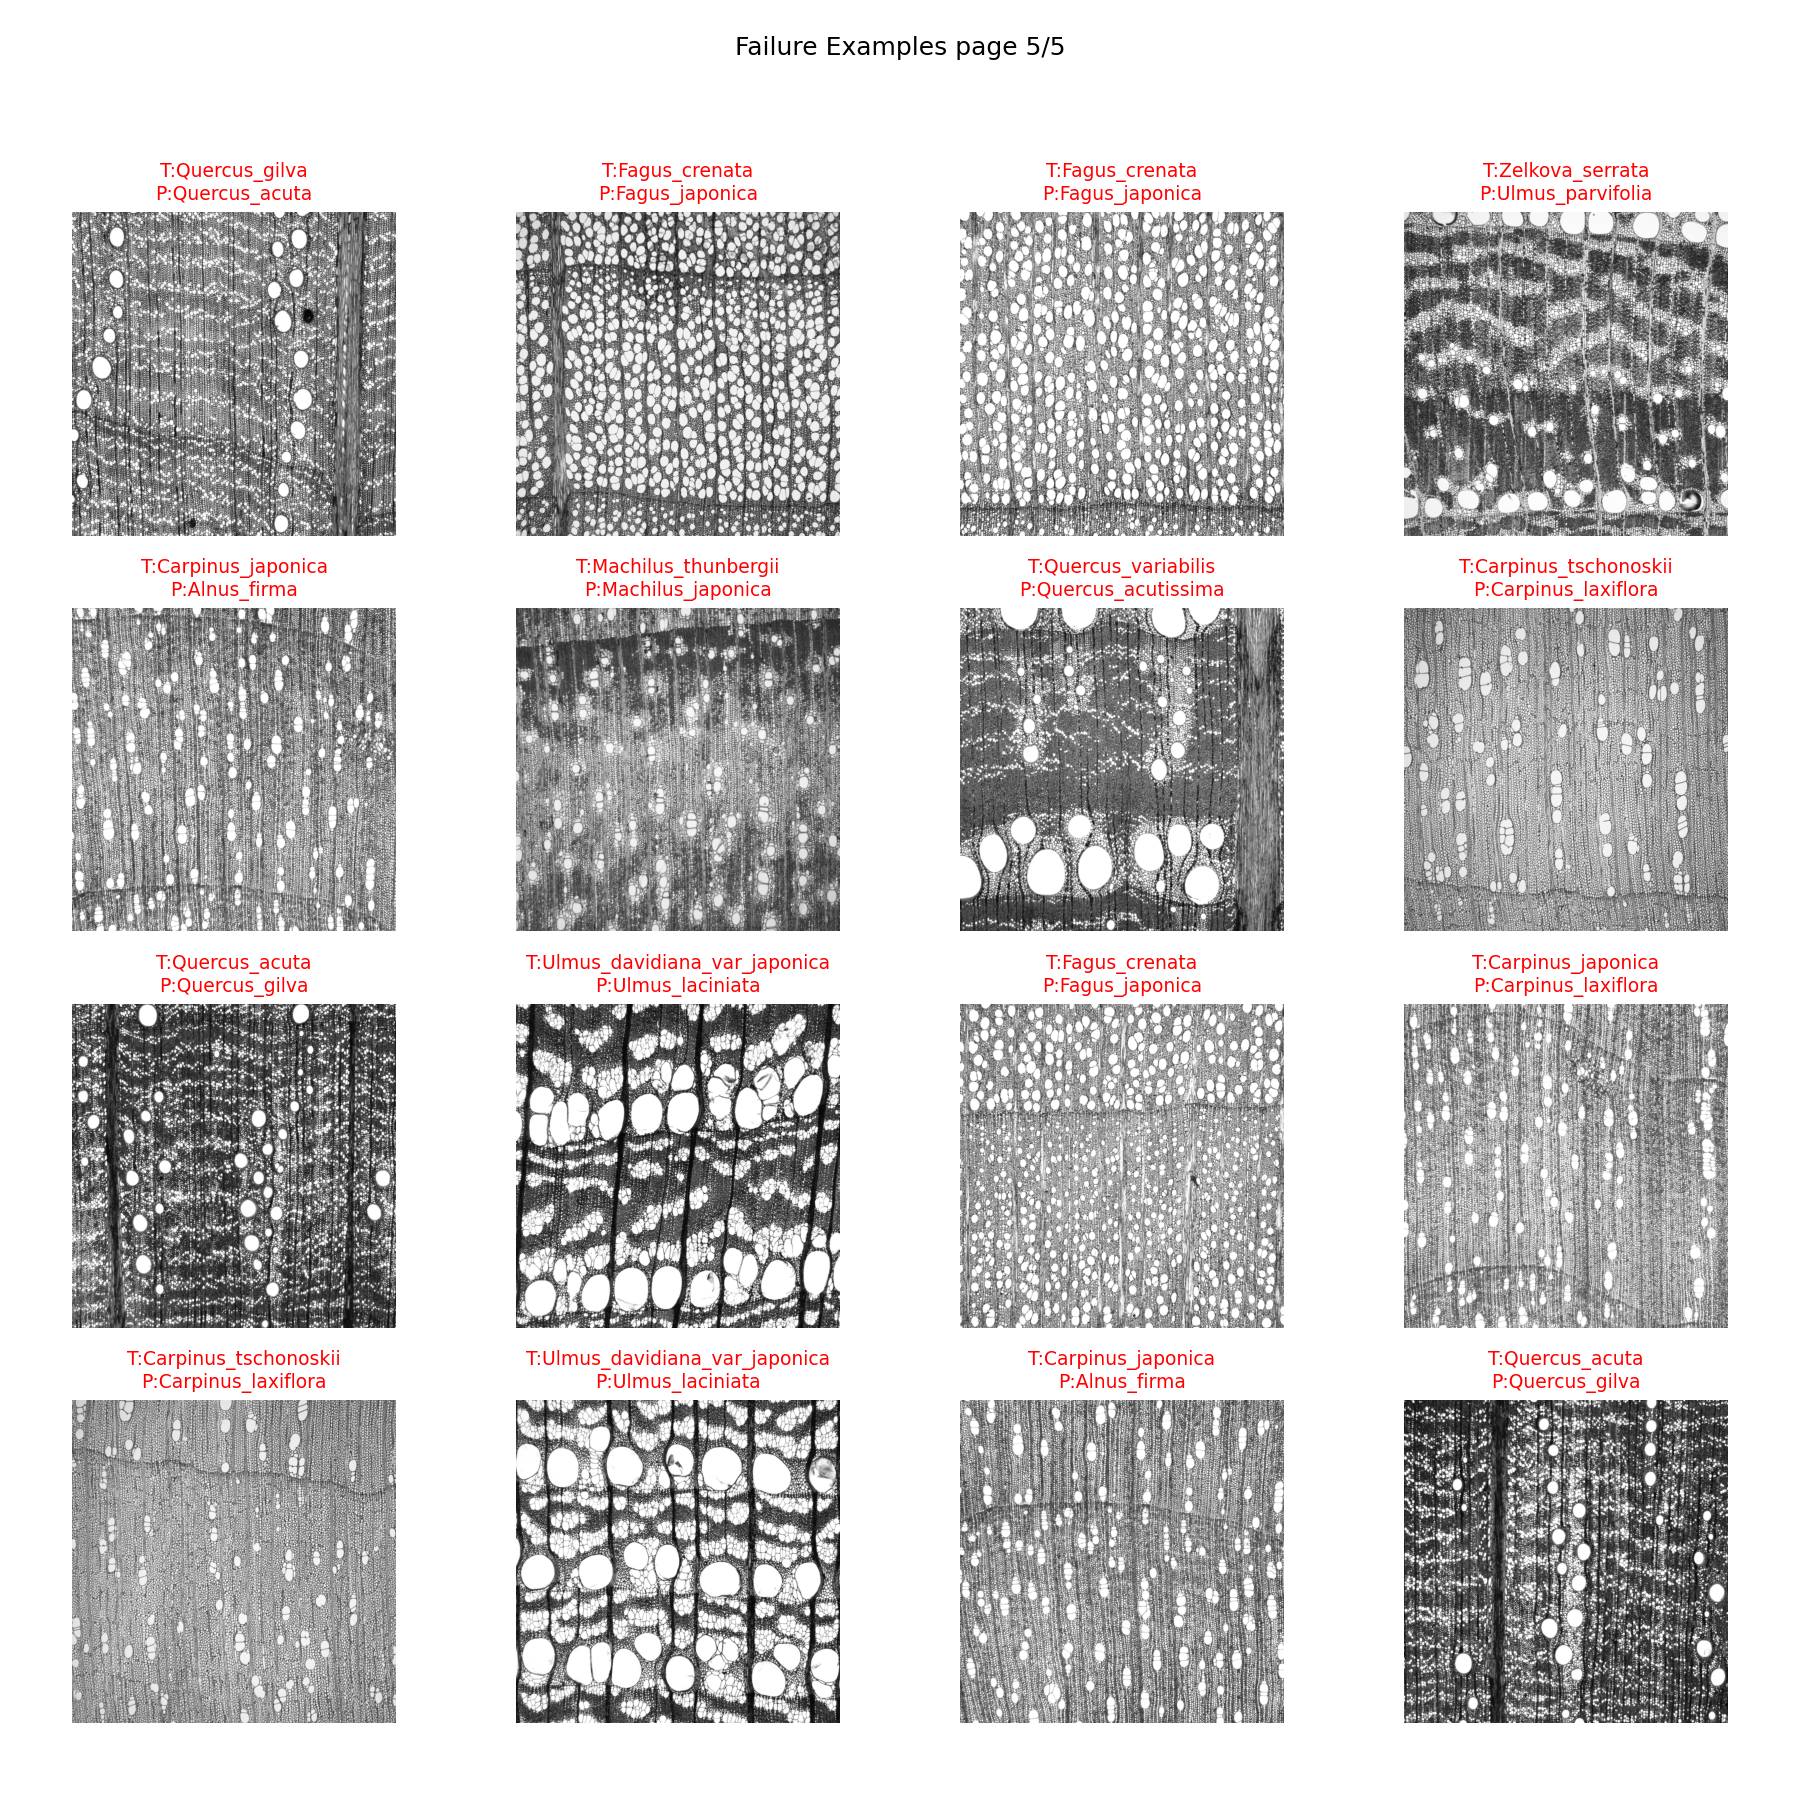 Failure Examples page 5/5
T:Quercus_gilva
P:Quercus_acuta
T:Fagus_crenata
P:Fagus_japonica
T:Fagus_crenata
P:Fagus_japonica
T:Zelkova_serrata
P:Ulmus_parvifolia
T:Carpinus_japonica
P:Alnus_firma
T:Machilus_thunbergii
P:Machilus_japonica
T:Quercus_variabilis
P:Quercus_acutissima
T:Carpinus_tschonoskii
P:Carpinus_laxiflora
T:Quercus_acuta
P:Quercus_gilva
T:Ulmus_davidiana_var_japonica
P:Ulmus_laciniata
T:Fagus_crenata
P:Fagus_japonica
T:Carpinus_japonica
P:Carpinus_laxiflora
T:Carpinus_tschonoskii
P:Carpinus_laxiflora
T:Ulmus_davidiana_var_japonica
P:Ulmus_laciniata
T:Carpinus_japonica
P:Alnus_firma
T:Quercus_acuta
P:Quercus_gilva